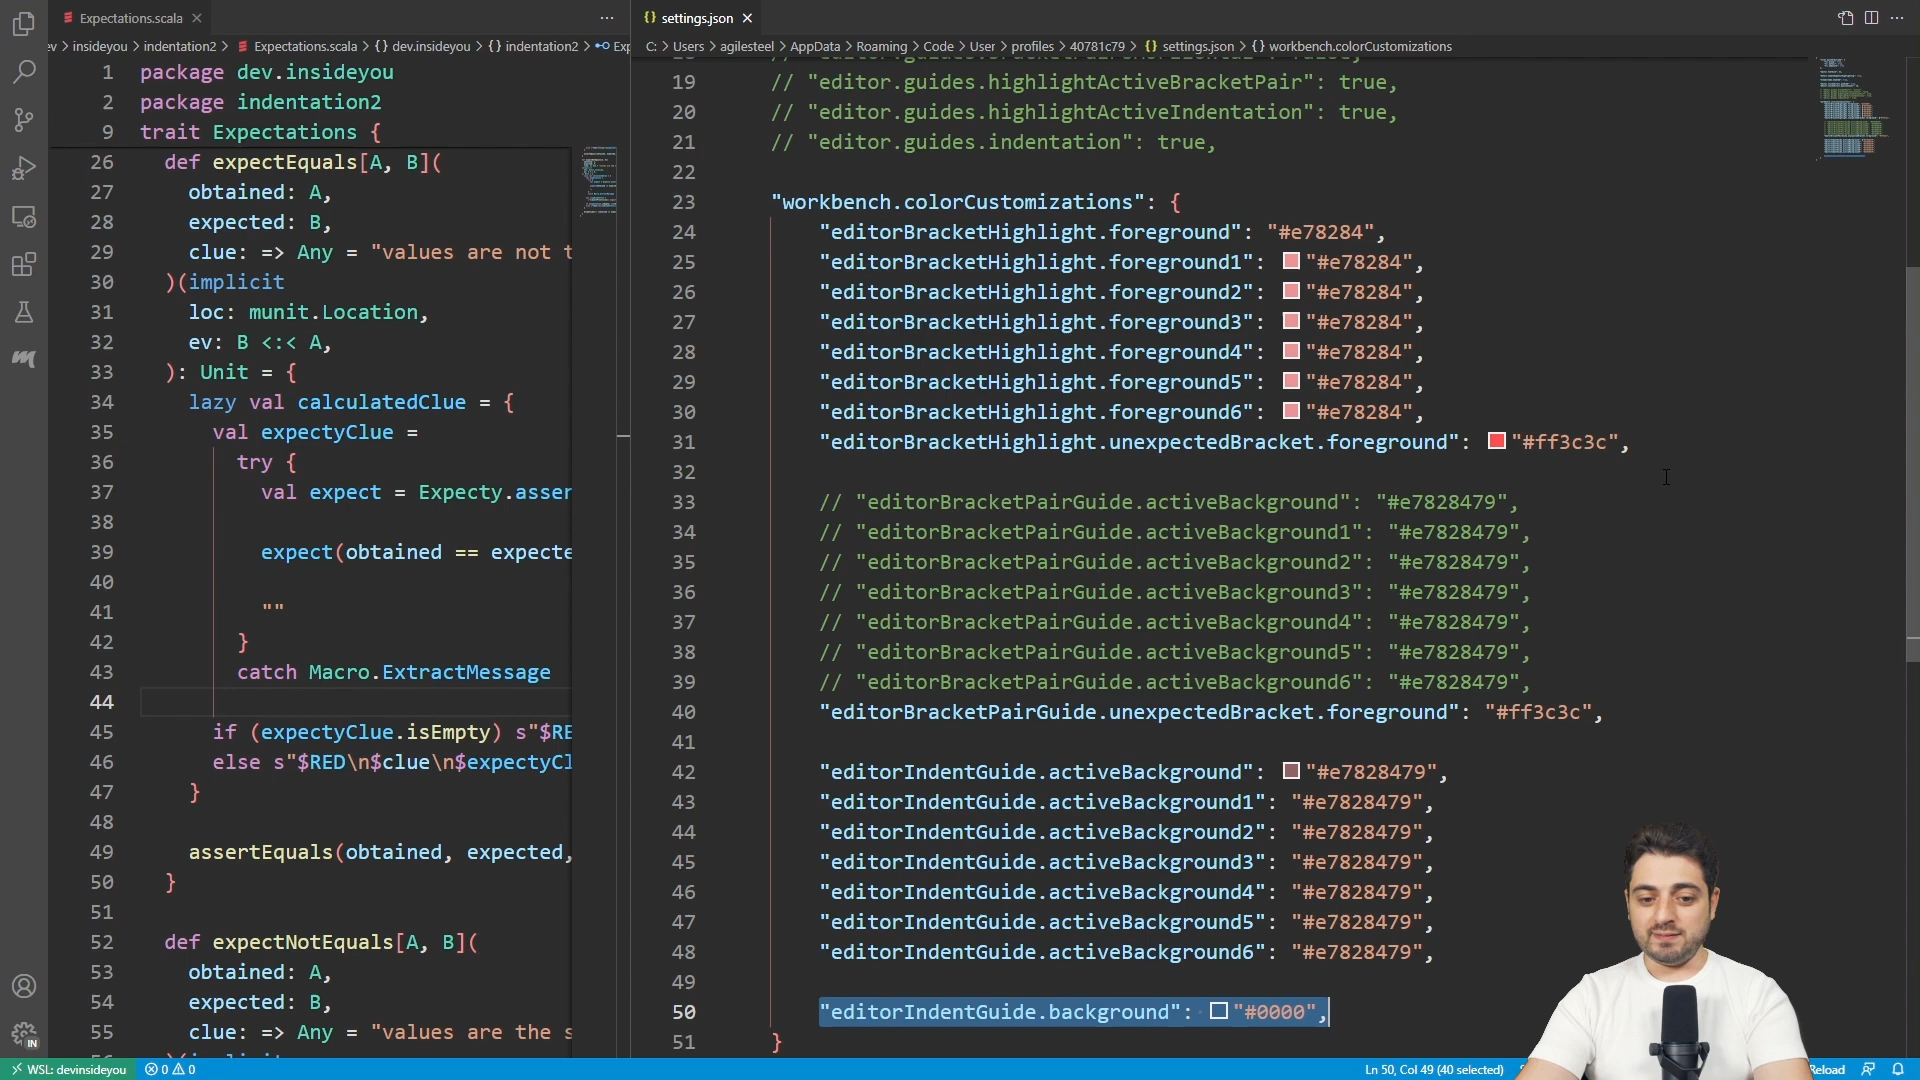 Expectations.scala
settings.json
insideyou > indentation2 > Expectations.scala > {} dev.insideyou > {} indentation2 >
C: > Users > agilesteel > AppData > Roaming > Code > User > profiles > 40781c79 > {} settings.json > {} workbench.colorCustomizations
1 package dev.insideyou
2 package indentation2
9 trait Expectations {
26 def expectEquals[A, B](
27 obtained: A,
28 expected: B,
29 clue: => Any = "values are not t
30 )(implicit
31 loc: munit.Location,
32 ev: B <:< A,
33 ): Unit = {
34 lazy val calculatedClue = {
35 val expectyClue =
36 try {
37 val expect = Expecty.asser
38
39 expect(obtained == expecte
40
41 ""
42 }
43 catch Macro.ExtractMessage
44
45 if (expectyClue.isEmpty) s"$RE
46 else s"$RED\n$clue\n$expectyCl
47 }
48
49 assertEquals(obtained, expected,
50 }
51
52 def expectNotEquals[A, B](
53 obtained: A,
54 expected: B,
55 clue: => Any = "values are the s
19 // "editor.guides.highlightActiveBracketPair": true,
20 // "editor.guides.highlightActiveIndentation": true,
21 // "editor.guides.indentation": true,
22
23 "workbench.colorCustomizations": {
24 "editorBracketHighlight.foreground": "#e78284",
25 "editorBracketHighlight.foreground1": "#e78284",
26 "editorBracketHighlight.foreground2": "#e78284",
27 "editorBracketHighlight.foreground3": "#e78284",
28 "editorBracketHighlight.foreground4": "#e78284",
29 "editorBracketHighlight.foreground5": "#e78284",
30 "editorBracketHighlight.foreground6": "#e78284",
31 "editorBracketHighlight.unexpectedBracket.foreground": "#ff3c3c",
32
33 // "editorBracketPairGuide.activeBackground": "#e7828479",
34 // "editorBracketPairGuide.activeBackground1": "#e7828479",
35 // "editorBracketPairGuide.activeBackground2": "#e7828479",
36 // "editorBracketPairGuide.activeBackground3": "#e7828479",
37 // "editorBracketPairGuide.activeBackground4": "#e7828479",
38 // "editorBracketPairGuide.activeBackground5": "#e7828479",
39 // "editorBracketPairGuide.activeBackground6": "#e7828479",
40 "editorBracketPairGuide.unexpectedBracket.foreground": "#ff3c3c",
41
42 "editorIndentGuide.activeBackground": "#e7828479",
43 "editorIndentGuide.activeBackground1": "#e7828479",
44 "editorIndentGuide.activeBackground2": "#e7828479",
45 "editorIndentGuide.activeBackground3": "#e7828479",
46 "editorIndentGuide.activeBackground4": "#e7828479",
47 "editorIndentGuide.activeBackground5": "#e7828479",
48 "editorIndentGuide.activeBackground6": "#e7828479",
49
50 "editorIndentGuide.background": "#0000",
51 }
IN
WSL: devinsideyou 0 0
Ln 50, Col 49 (40 selected)
Reload